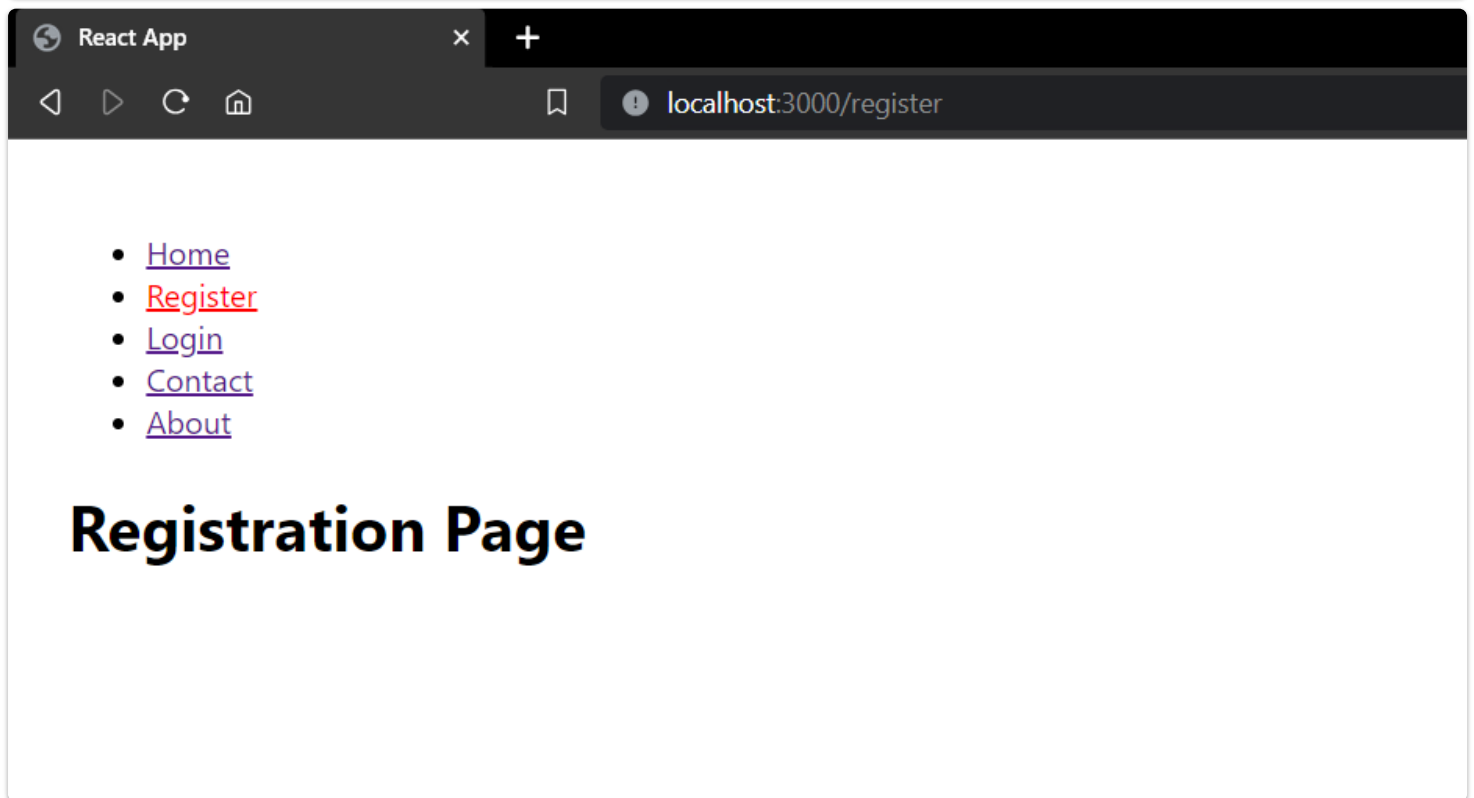 React App
localhost:3000/register
Home
Register
Login
Contact
About
Registration Page